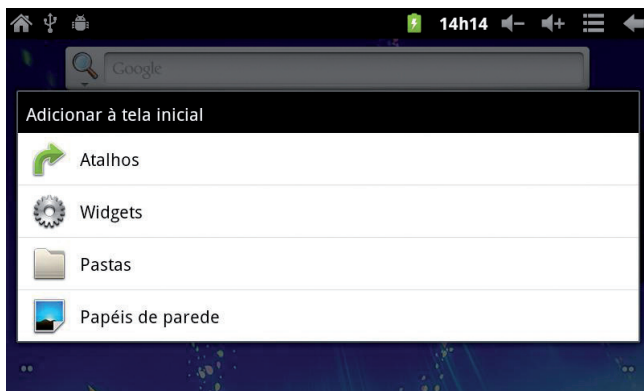 14h14
Google
Adicionar à tela inicial
Atalhos
Widgets
Pastas
Papéis de parede